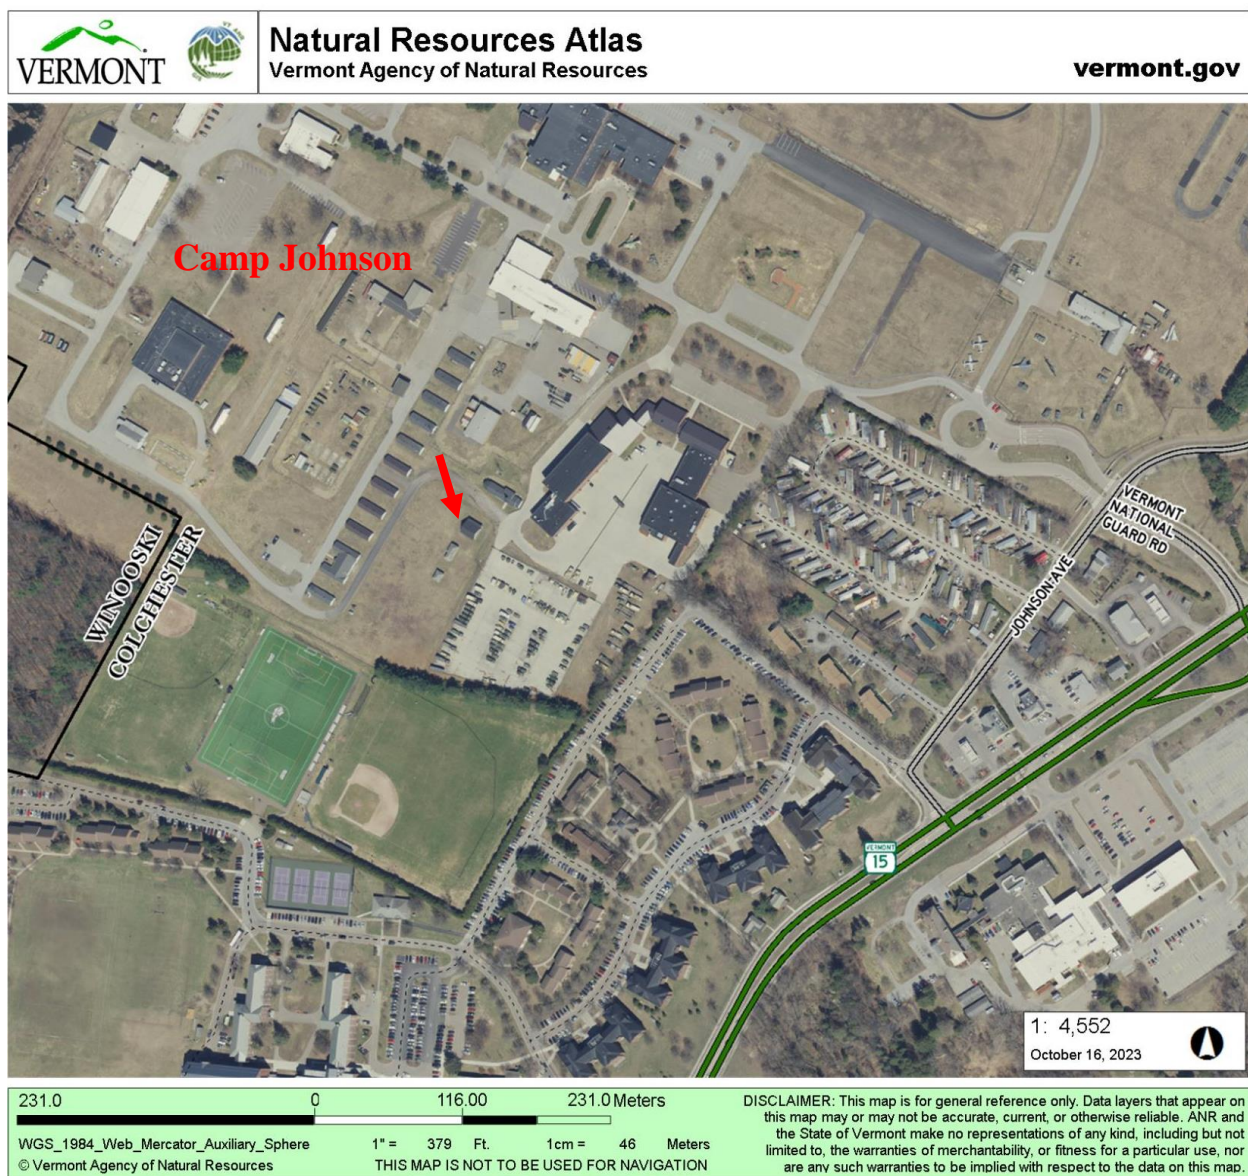 VERMONT
Natural Resources Atlas
Vermont Agency of Natural Resources
vermont.gov
Camp Johnson
WINOOSKI
COLCHESTER
VERMONT
NATIONAL
GUARD RD
JOHNSON AVE
VERMONT
15
1: 4,552
October 16, 2023
231.0 0 116.00 231.0 Meters
WGS_1984_Web_Mercator_Auxiliary_Sphere
1" = 379 Ft. 1cm = 46 Meters
© Vermont Agency of Natural Resources
THIS MAP IS NOT TO BE USED FOR NAVIGATION
DISCLAIMER: This map is for general reference only. Data layers that appear on
this map may or may not be accurate, current, or otherwise reliable. ANR and
the State of Vermont make no representations of any kind, including but not
limited to, the warranties of merchantability, or fitness for a particular use, nor
are any such warranties to be implied with respect to the data on this map.